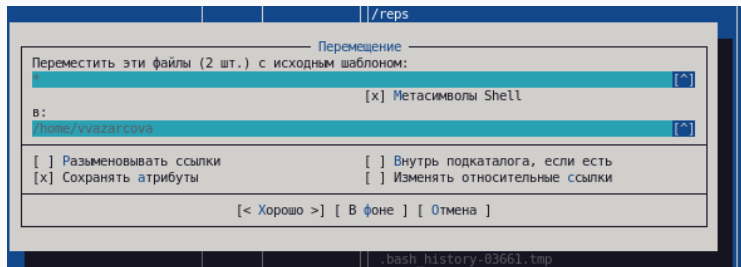 /reps
Перемещение
Переместить эти файлы (2 шт.) с исходным шаблоном:
* [^]
[x] Метасимволы Shell
в:
/home/vvazarcova [^]
[ ] Разыменовывать ссылки [ ] Внутрь подкаталога, если есть
[x] Сохранять атрибуты [ ] Изменять относительные ссылки
[< Хорошо >] [ В фоне ] [ Отмена ]
.bash_history-03661.tmp